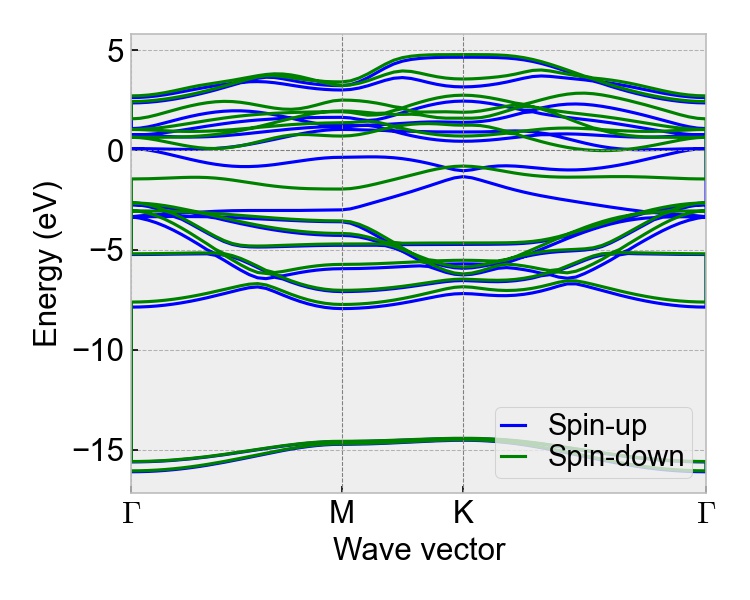 5
0
−5
−10
−15
Energy (eV)
Spin-up
Spin-down
Γ M K Γ
Wave vector